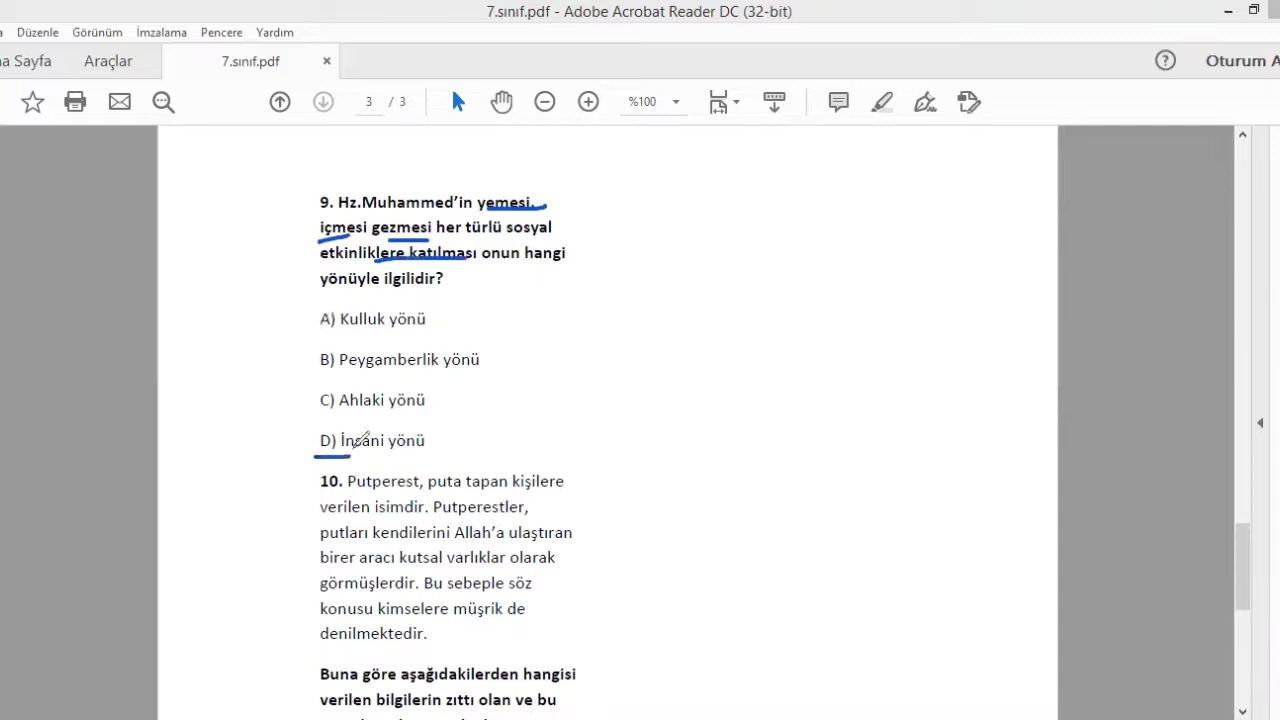 7.sınıf.pdf - Adobe Acrobat Reader DC (32-bit)
Düzenle Görünüm İmzalama Pencere Yardım
Sayfa Araçlar 7.sınıf.pdf × ? Oturum
3 / 3 %100
9. Hz.Muhammed’in yemesi,
içmesi gezmesi her türlü sosyal
etkinliklere katılması onun hangi
yönüyle ilgilidir?
A) Kulluk yönü
B) Peygamberlik yönü
C) Ahlaki yönü
D) İnsani yönü
10. Putperest, puta tapan kişilere
verilen isimdir. Putperestler,
putları kendilerini Allah’a ulaştıran
birer aracı kutsal varlıklar olarak
görmüşlerdir. Bu sebeple söz
konusu kimselere müşrik de
denilmektedir.
Buna göre aşağıdakilerden hangisi
verilen bilgilerin zıttı olan ve bu